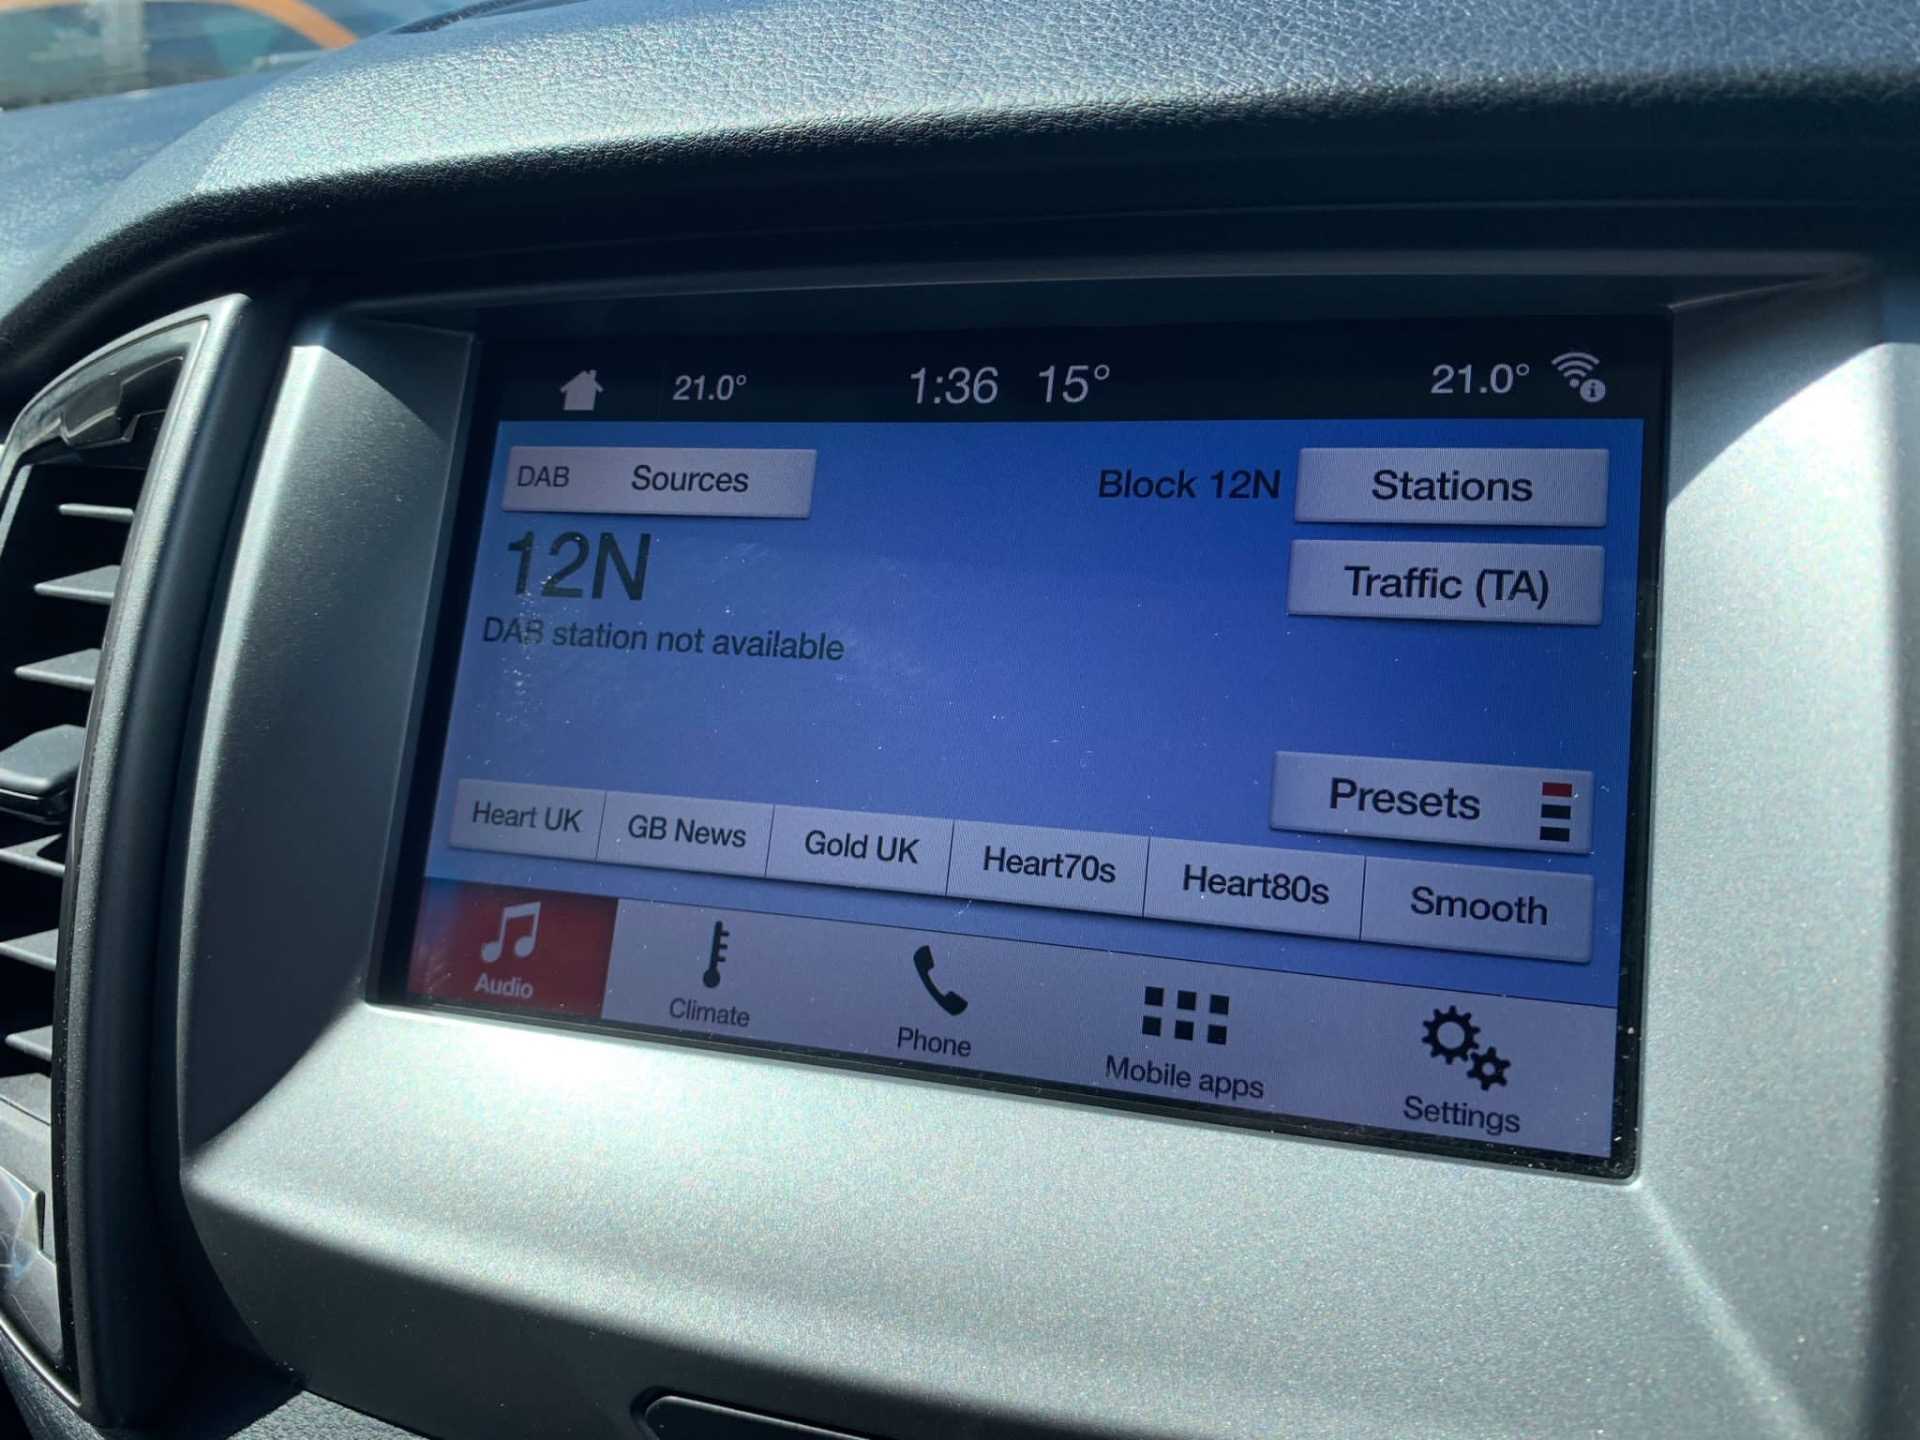 21.0° 1:36 15° 21.0°
DAB Sources Block 12N Stations
12N
Traffic (TA)
DAB station not available
Presets
Heart UK GB News Gold UK Heart70s Heart80s Smooth
Audio Climate Phone Mobile apps Settings